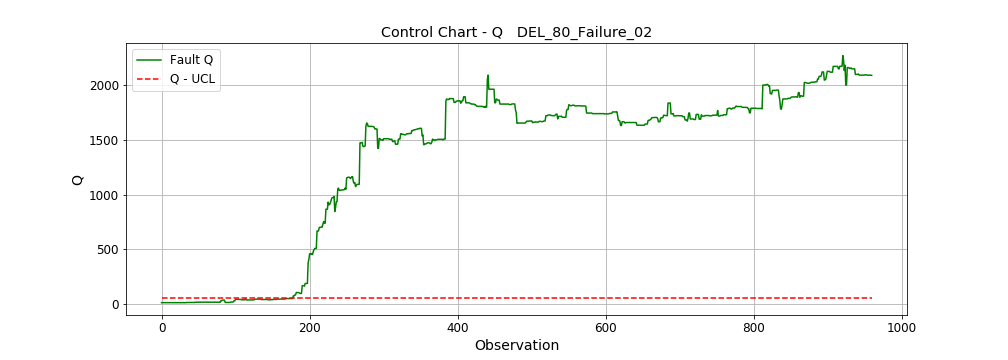 Control Chart - Q   DEL_80_Failure_02
Fault Q
Q - UCL
Q
2000
1500
1000
500
0
0 200 400 600 800 1000
Observation